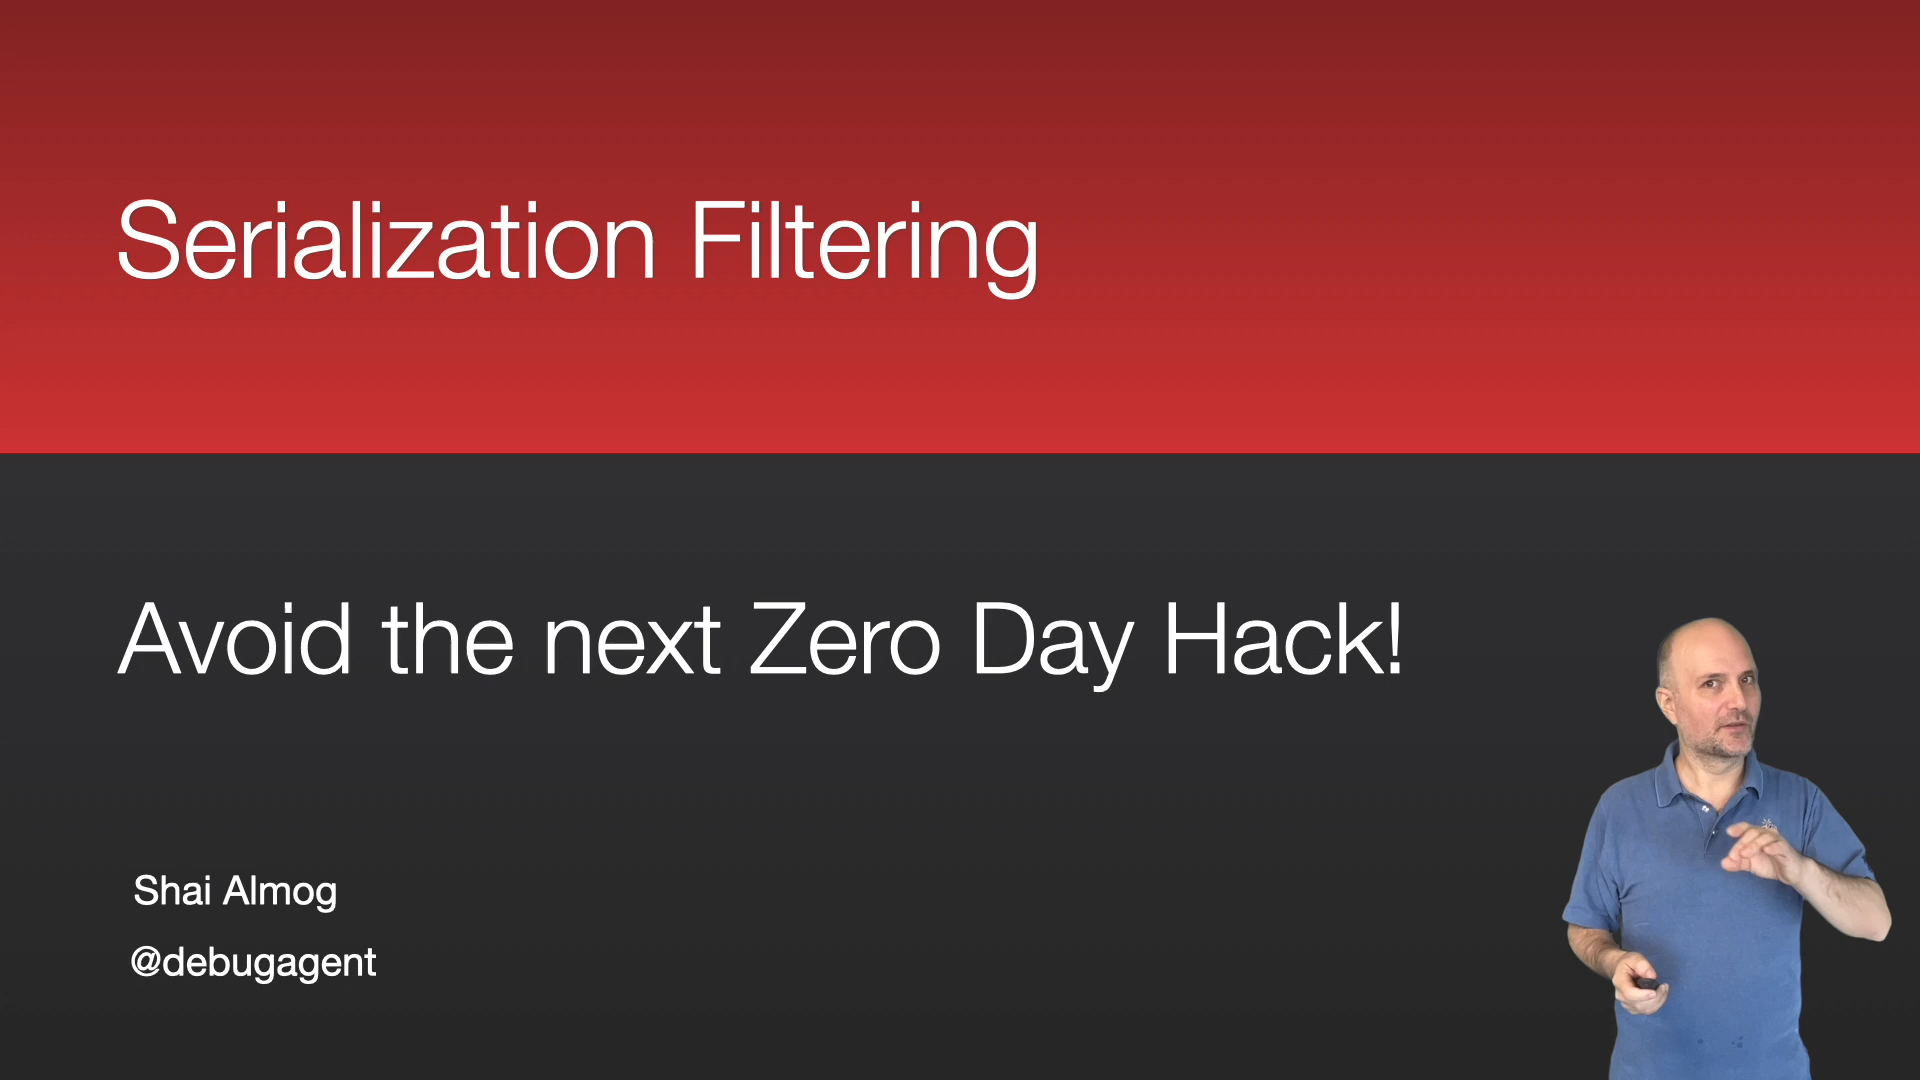 Serialization Filtering
Avoid the next Zero Day Hack!
Shai Almog
@debugagent